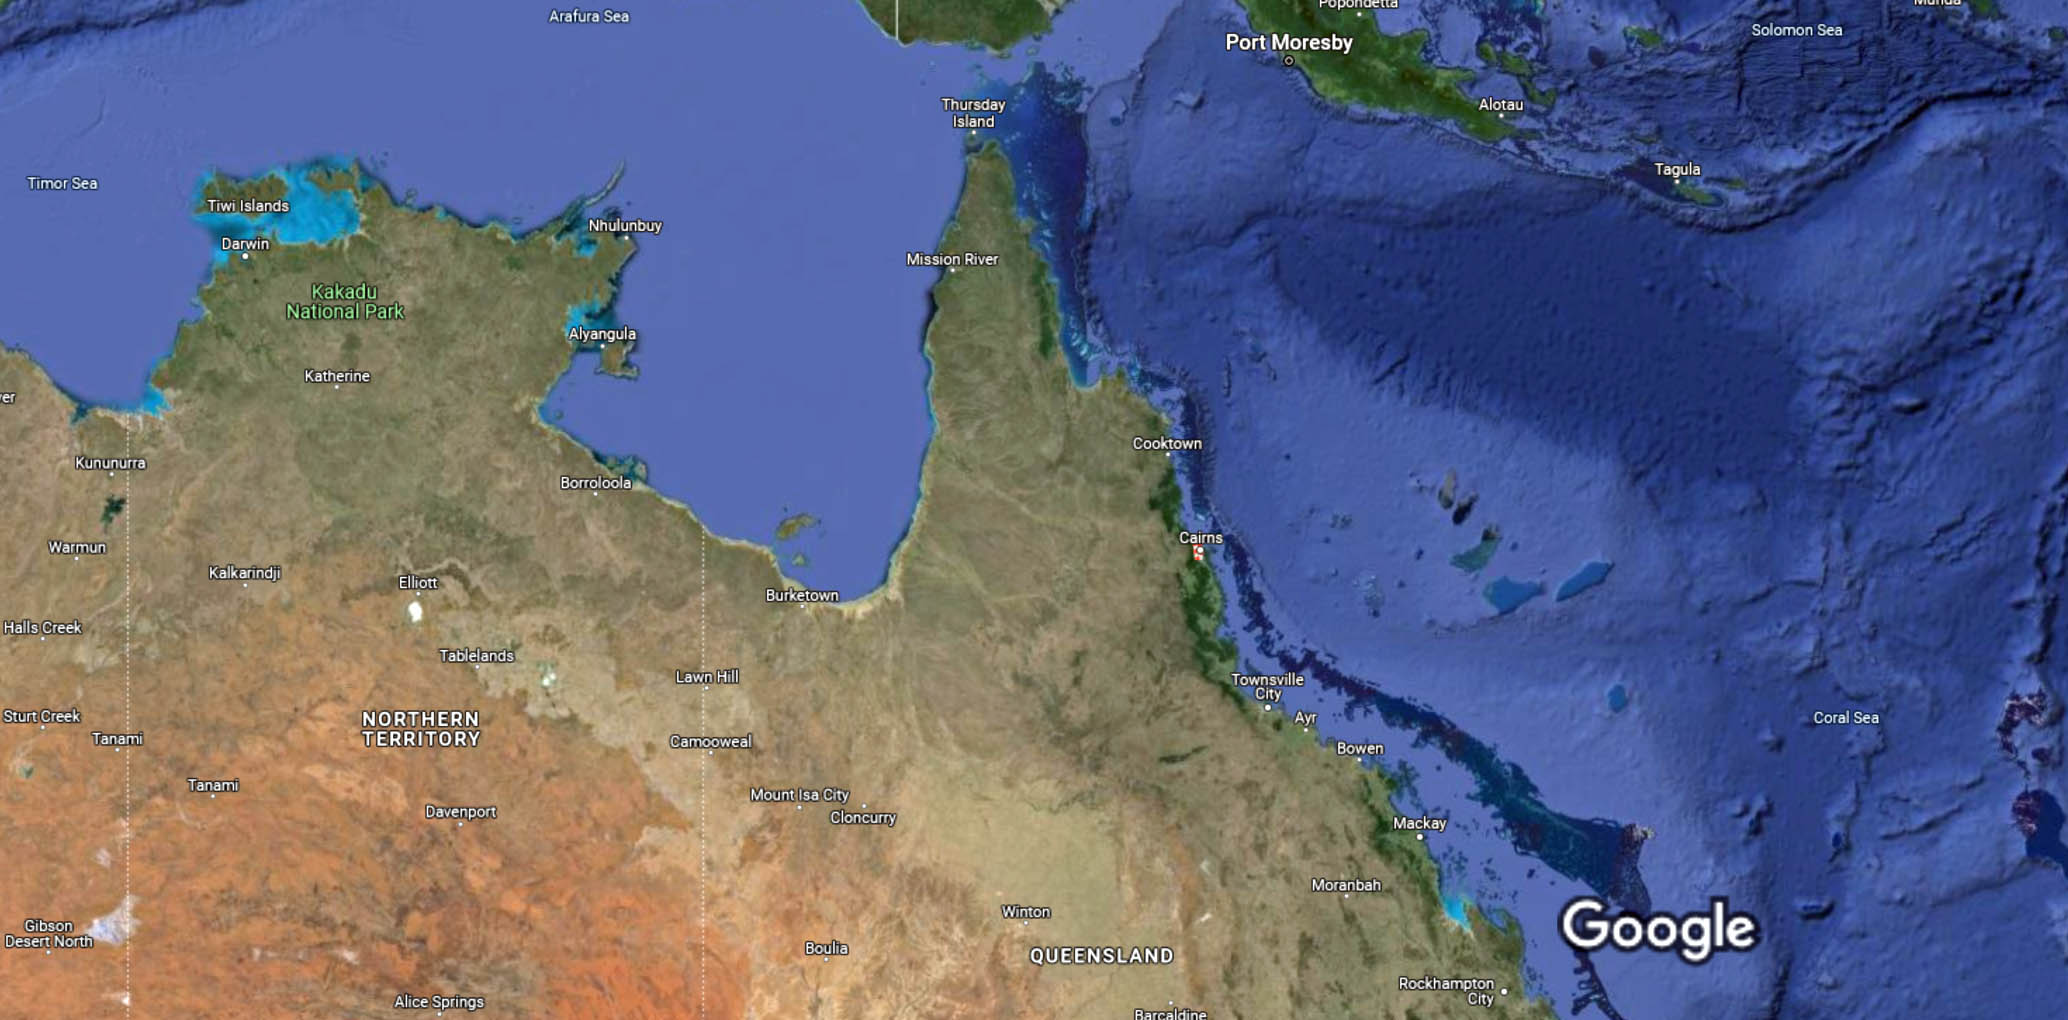 Arafura Sea
Popondetta
Solomon Sea
Port Moresby
Thursday
Island
Alotau
Tagula
Timor Sea
Tiwi Islands
Nhulunbuy
Darwin
Mission River
Kakadu
National Park
Alyangula
Katherine
Cooktown
Kununurra
Borroloola
Cairns
Warmun
Kalkarindji
Elliott
Burketown
Halls Creek
Tablelands
Lawn Hill
Townsville
City
Sturt Creek
NORTHERN
TERRITORY
Ayr
Coral Sea
Tanami
Camooweal
Bowen
Tanami
Mount Isa City
Davenport
Cloncurry
Mackay
Moranbah
Winton
Gibson
Desert North
Google
Boulia
QUEENSLAND
Rockhampton
City
Alice Springs
Barcaldine